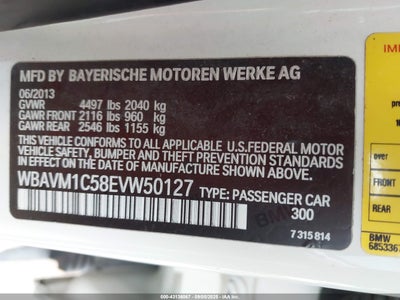 MFD BY BAYERISCHE MOTOREN WERKE AG
06/2013
GVWR 4497 lbs 2040 kg
GAWR FRONT 2116 lbs 960 kg
GAWR REAR 2546 lbs 1155 kg
THIS VEHICLE CONFORMS TO ALL APPLICABLE U.S.FEDERAL MOTOR
VEHICLE SAFETY, BUMPER, AND THEFT PREVENTION
STANDARDS IN EFFECT ON THE DATE OF MANUFACTURE
SHOWN ABOVE.
WBAVM1C58EVW50127 TYPE: PASSENGER CAR
300
7 315 814
over
Front
Rear
BMW